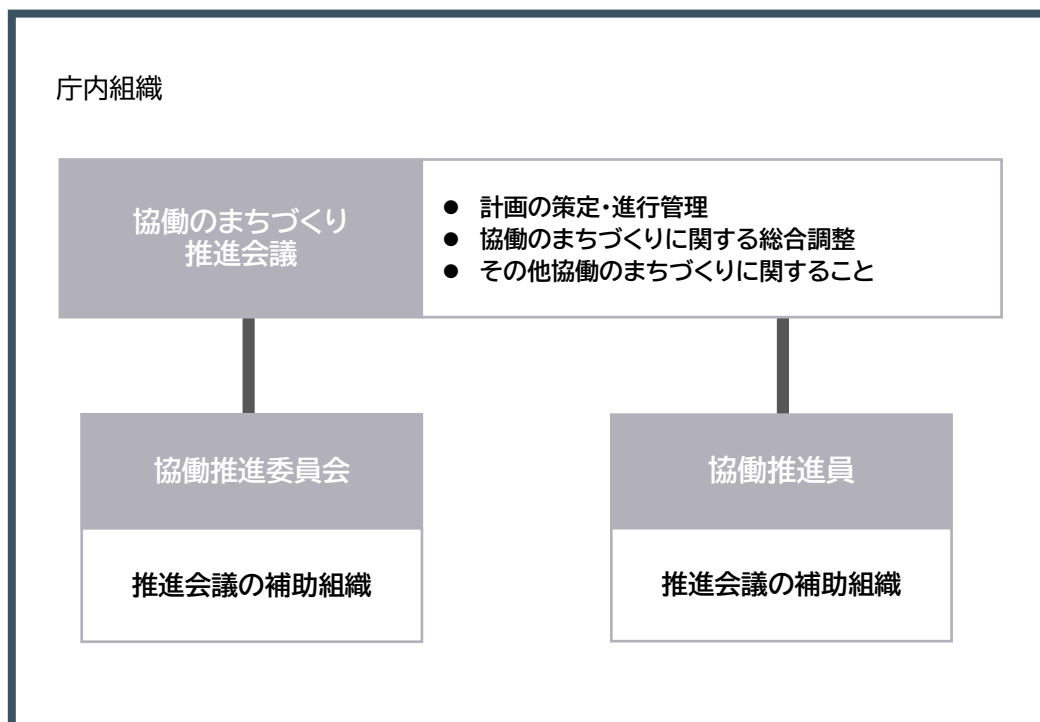 庁内組織
協働のまちづくり
推進会議
● 計画の策定・進行管理
● 協働のまちづくりに関する総合調整
● その他協働のまちづくりに関すること
協働推進委員会
推進会議の補助組織
協働推進員
推進会議の補助組織